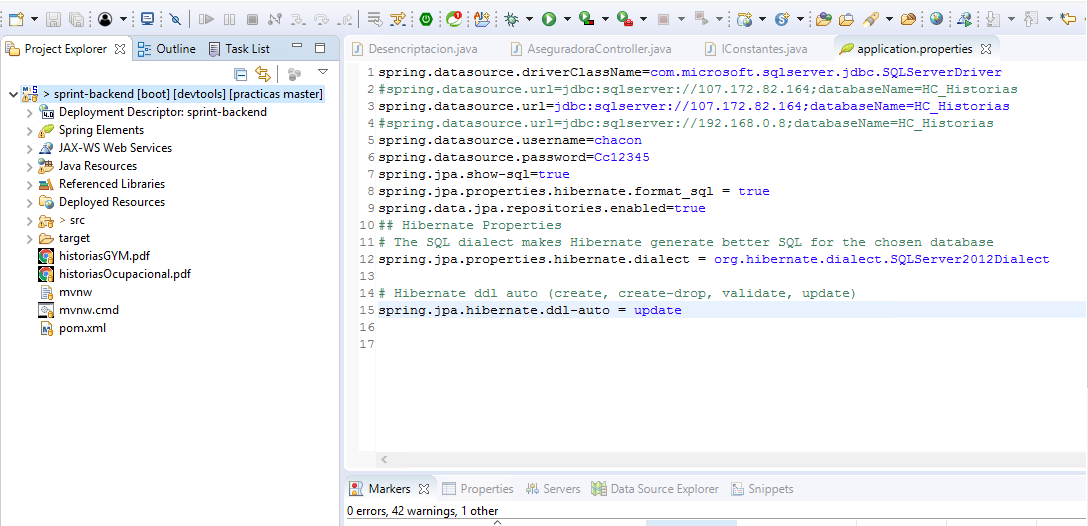 Project Explorer
Outline
Task List
> sprint-backend [boot] [devtools] [practicas master]
Deployment Descriptor: sprint-backend
Spring Elements
JAX-WS Web Services
Java Resources
Referenced Libraries
Deployed Resources
> src
target
historiasGYM.pdf
historiasOcupacional.pdf
mvnw
mvnw.cmd
pom.xml
Desencriptacion.java
AseguradoraController.java
IConstantes.java
application.properties
1 spring.datasource.driverClassName=com.microsoft.sqlserver.jdbc.SQLServerDriver
2 #spring.datasource.url=jdbc:sqlserver://107.172.82.164;databaseName=HC_Historias
3 spring.datasource.url=jdbc:sqlserver://107.172.82.164;databaseName=HC_Historias
4 #spring.datasource.url=jdbc:sqlserver://192.168.0.8;databaseName=HC_Historias
5 spring.datasource.username=chacon
6 spring.datasource.password=Cc12345
7 spring.jpa.show-sql=true
8 spring.jpa.properties.hibernate.format_sql = true
9 spring.data.jpa.repositories.enabled=true
10 ## Hibernate Properties
11 # The SQL dialect makes Hibernate generate better SQL for the chosen database
12 spring.jpa.properties.hibernate.dialect = org.hibernate.dialect.SQLServer2012Dialect
13
14 # Hibernate ddl auto (create, create-drop, validate, update)
15 spring.jpa.hibernate.ddl-auto = update
16
17
Markers
Properties
Servers
Data Source Explorer
Snippets
0 errors, 42 warnings, 1 other